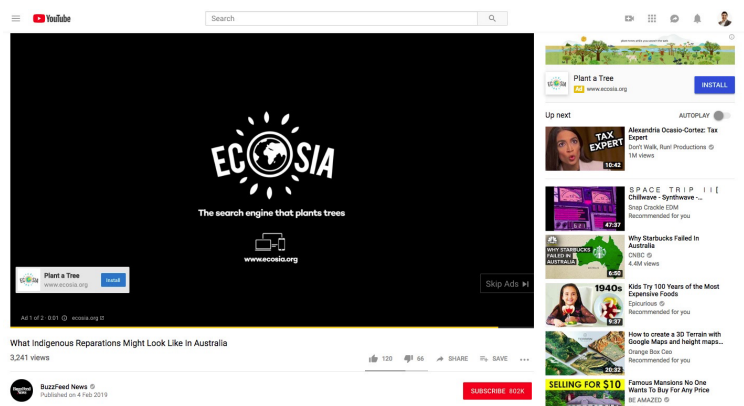 YouTube
Search
ECOSIA
The search engine that plants trees
www.ecosia.org
Plant a Tree
www.ecosia.org
Install
Skip Ads
Ad 1 of 2 · 0:01
ecosia.org
What Indigenous Reparations Might Look Like in Australia
3,241 views
120
66
SHARE
SAVE
BuzzFeed News
BuzzFeed News
Published on 4 Feb 2019
SUBSCRIBE 802K
ECOSIA
Plant a Tree
Ad www.ecosia.org
INSTALL
Up next
AUTOPLAY
TAX
EXPERT
10:42
Alexandria Ocasio-Cortez: Tax
Expert
Don't Walk, Run! Productions
1M views
47:37
S P A C E T R I P I I [
Chillwave - Synthwave -...
Snap Crackle EDM
Recommended for you
WHY STARBUCKS
FAILED IN
AUSTRALIA
6:50
Why Starbucks Failed In
Australia
CNBC
4.4M views
1940s
9:37
Kids Try 100 Years of the Most
Expensive Foods
Epicurious
Recommended for you
20:32
How to create a 3D Terrain with
Google Maps and height maps...
Orange Box Ceo
Recommended for you
SELLING FOR $10
Famous Mansions No One
Wants To Buy For Any Price
BE AMAZED